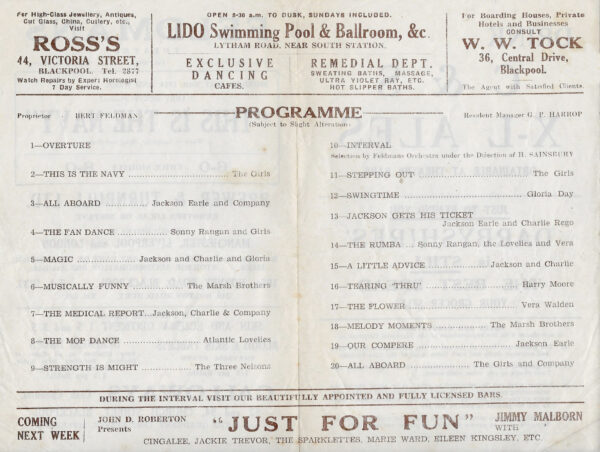 For High-Class Jewellery, Antiques,
Cut Glass, China, Cutlery, etc.
Visit
ROSS'S
44, VICTORIA STREET,
BLACKPOOL. Tel. 2877
Watch Repairs by Expert Horologist
7 Day Service.
OPEN 9-30 a.m. TO DUSK, SUNDAYS INCLUDED.
LIDO Swimming Pool & Ballroom, &c.
LYTHAM ROAD, NEAR SOUTH STATION.
EXCLUSIVE
DANCING
CAFES.
REMEDIAL DEPT.
SWEATING BATHS, MASSAGE,
ULTRA VIOLET RAY, ETC.
HOT SLIPPER BATHS.
For Boarding Houses, Private
Hotels and Businesses
CONSULT
W. W. TOCK
36, Central Drive,
Blackpool.
The Agent with Satisfied Clients.
Proprietor BERT FELDMAN
PROGRAMME
(Subject to Slight Alteration)
Resident Manager G. P. HARROP
1—OVERTURE
2—THIS IS THE NAVY ........ The Girls
3—ALL ABOARD ........ Jackson Earle and Company
4—THE FAN DANCE ........ Sonny Rangan and Girls
5—MAGIC ........ Jackson and Charlie and Gloria
6—MUSICALLY FUNNY ........ The Marsh Brothers
7—THE MEDICAL REPORT...Jackson, Charlie & Company
8—THE MOP DANCE ........ Atlantic Lovelies
9—STRENGTH IS MIGHT ........ The Three Nelsons
10—INTERVAL
Selection by Feldmans Orchestra under the Direction of H. SAINSBURY
11—STEPPING OUT ........ The Girls
12—SWINGTIME ........ Gloria Day
13—JACKSON GETS HIS TICKET
Jackson Earle and Charlie Rego
14—THE RUMBA ... Sonny Rangan, the Lovelies and Vera
15—A LITTLE ADVICE ........ Jackson and Charlie
16—TEARING 'THRU' ........ Harry Moore
17—THE FLOWER ........ Vera Walden
18—MELODY MOMENTS ........ The Marsh Brothers
19—OUR COMPERE ........ Jackson Earle
20—ALL ABOARD ........ The Girls and Company
DURING THE INTERVAL VISIT OUR BEAUTIFULLY APPOINTED AND FULLY LICENSED BARS.
COMING
NEXT WEEK
JOHN D. ROBERTON
Presents
"JUST FOR FUN"
JIMMY MALBORN
WITH
CINGALEE, JACKIE TREVOR, THE SPARKLETTES, MARIE WARD, EILEEN KINGSLEY, ETC.